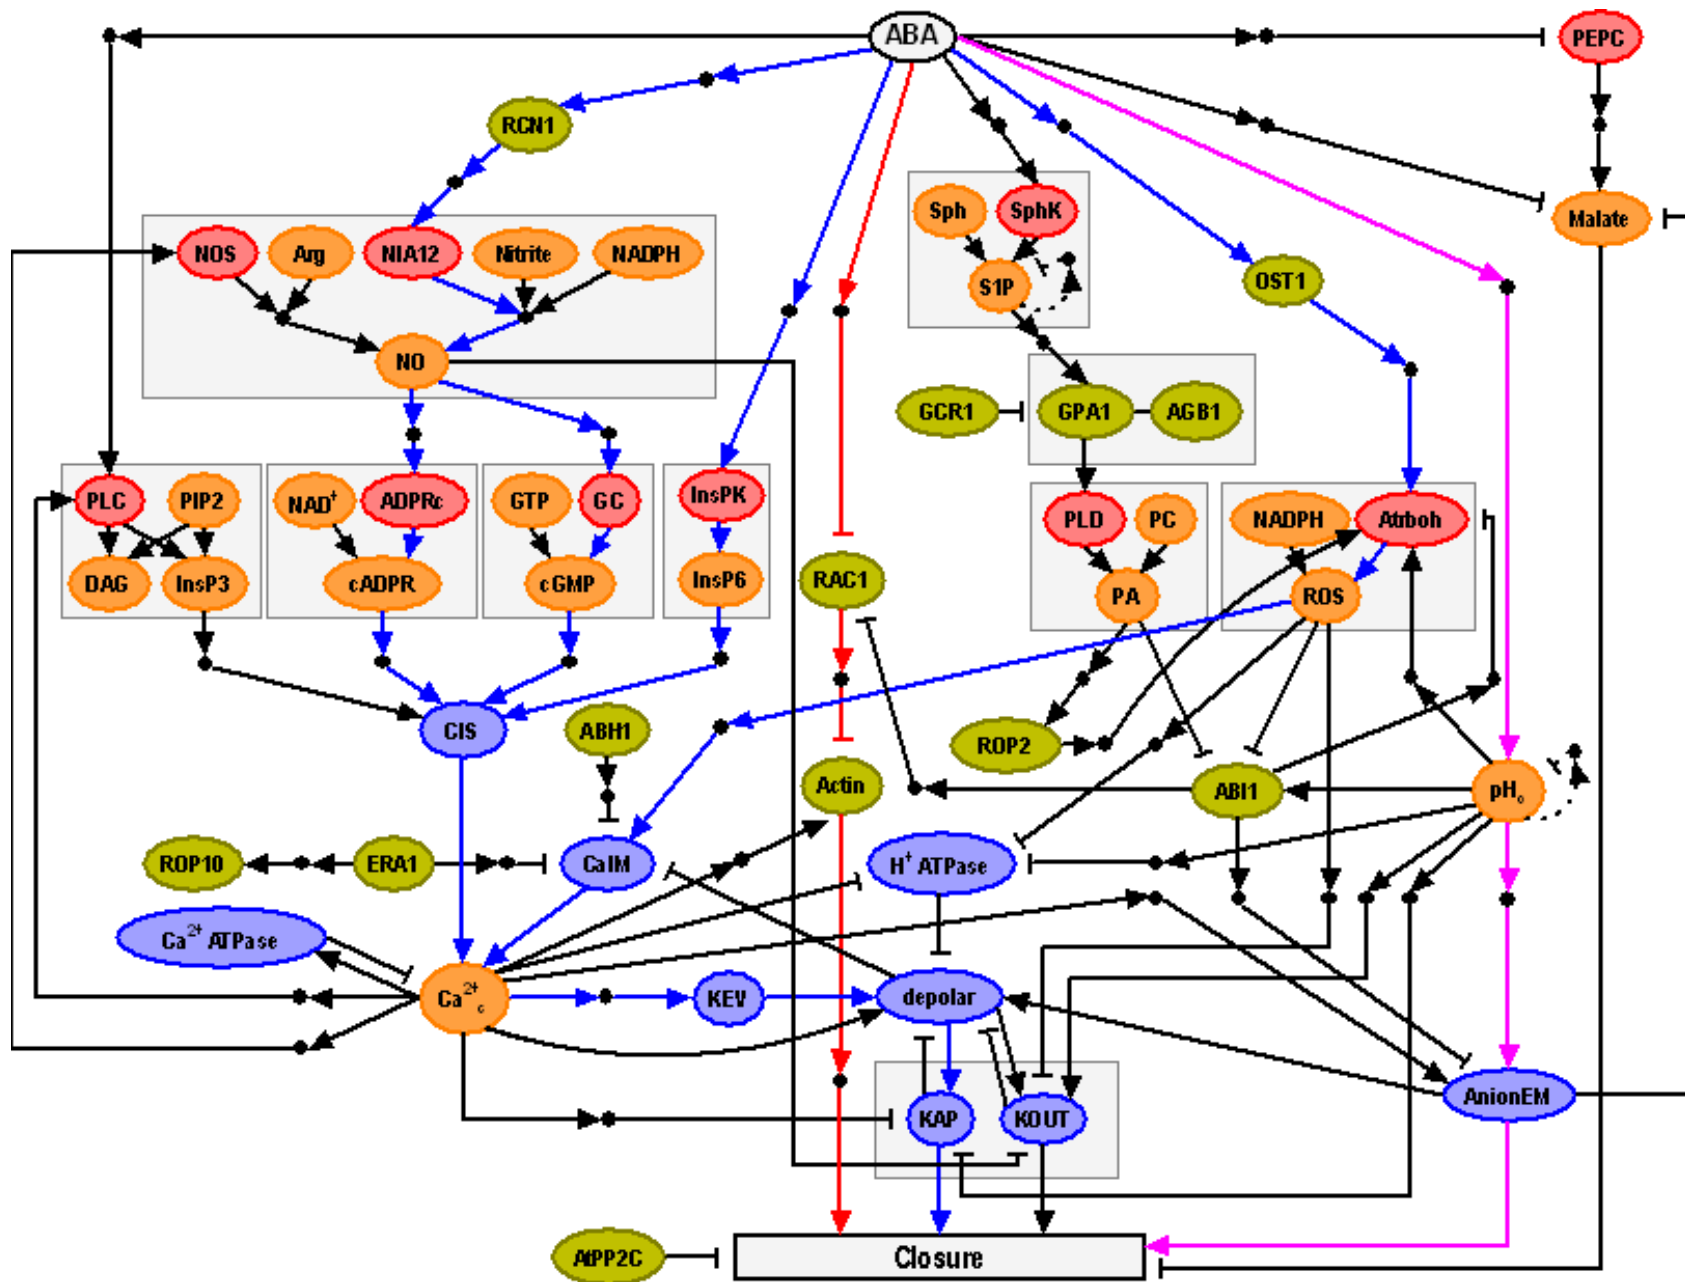 ABA
PEPC
RCN1
Sph
SphK
Malate
NOS
Arg
NIA12
Nitrite
NADPH
S1P
OST1
NO
GCR1
GPA1
AGB1
PLC
PIP2
NAD+
ADPRc
GTP
GC
InsPK
PLD
PC
NADPH
Atrboh
DAG
InsP3
cADPR
cGMP
InsP6
RAC1
PA
ROS
CIS
ABH1
ROP2
Actin
ABI1
pHc
ROP10
ERA1
CaIM
H+ ATPase
Ca2+ ATPase
Ca2+c
KEV
depolar
AnionEM
KAP
KOUT
AtPP2C
Closure